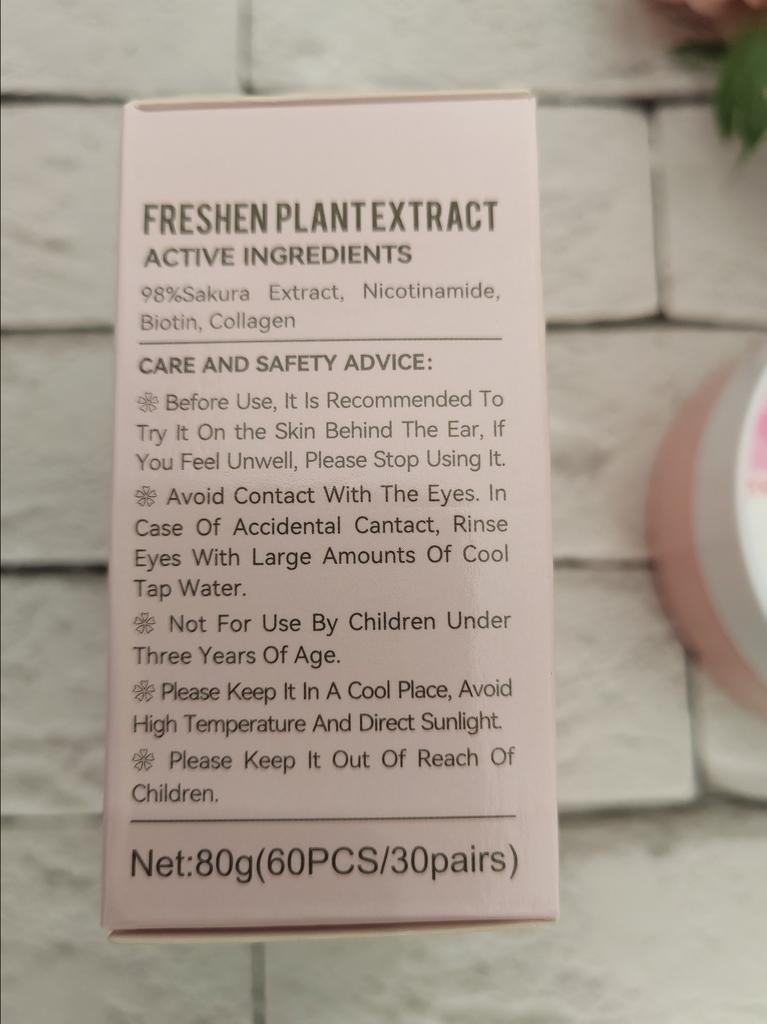 FRESHEN PLANT EXTRACT
ACTIVE INGREDIENTS
98%Sakura Extract, Nicotinamide,
Biotin, Collagen
CARE AND SAFETY ADVICE:
Before Use, It Is Recommended To
Try It On the Skin Behind The Ear, If
You Feel Unwell, Please Stop Using It.
Avoid Contact With The Eyes. In
Case Of Accidental Cantact, Rinse
Eyes With Large Amounts Of Cool
Tap Water.
Not For Use By Children Under
Three Years Of Age.
Please Keep It In A Cool Place, Avoid
High Temperature And Direct Sunlight.
Please Keep It Out Of Reach Of
Children.
Net:80g(60PCS/30pairs)